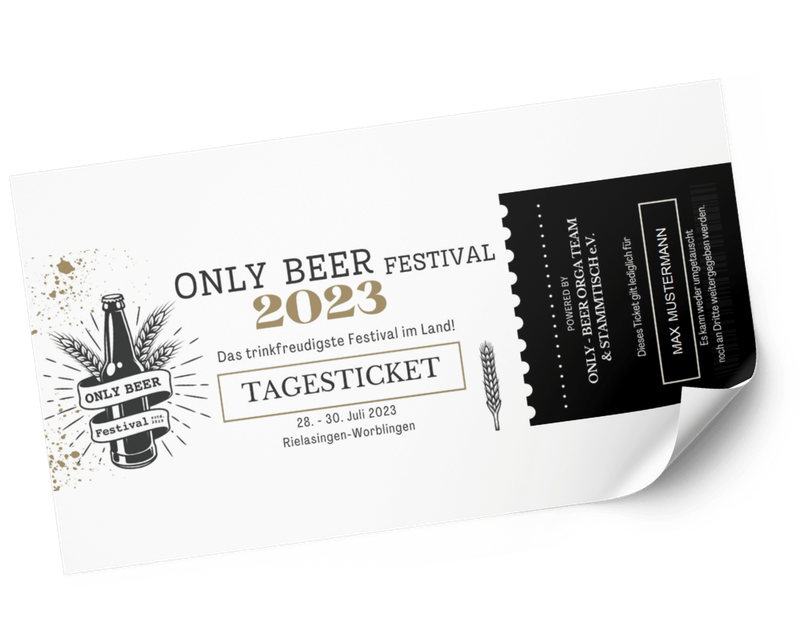 ONLY BEER FESTIVAL
2023
Das trinkfreudigste Festival im Land!
TAGESTICKET
28. - 30. Juli 2023
Rielasingen-Worblingen
ONLY BEER
Festival ESTD. 2019
POWERED BY
ONLY - BEER ORGA TEAM
& STAMMTISCH e.V.
Dieses Ticket gilt lediglich für
MAX MUSTERMANN
Es kann weder umgetauscht
noch an Dritte weitergegeben werden.